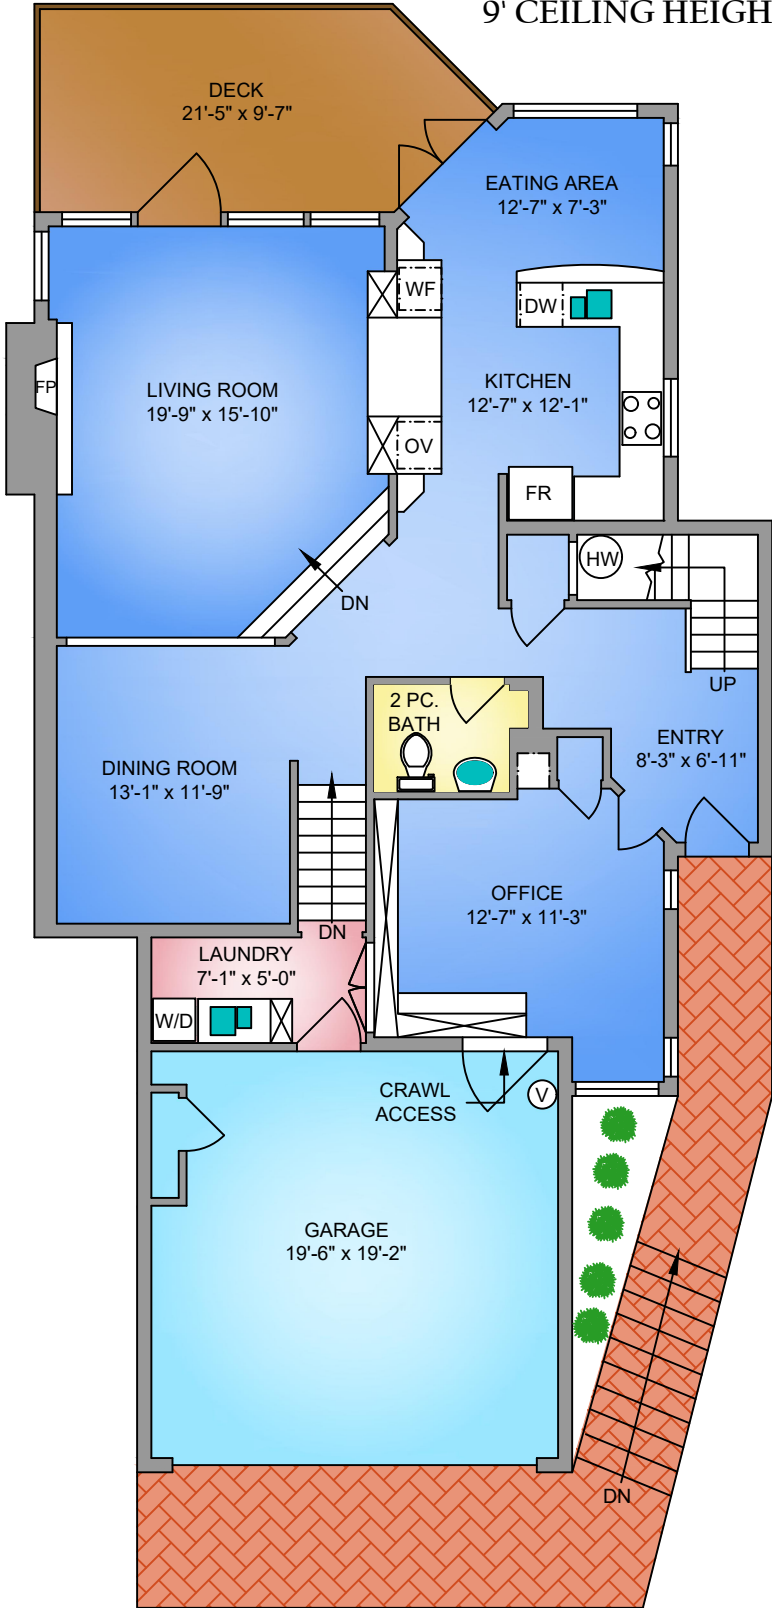 9' CEILING HEIGH
DECK
21'-5" x 9'-7"
EATING AREA
12'-7" x 7'-3"
WF
DW
FP
LIVING ROOM
19'-9" x 15'-10"
KITCHEN
12'-7" x 12'-1"
OV
FR
HW
DN
UP
2 PC.
BATH
ENTRY
8'-3" x 6'-11"
DINING ROOM
13'-1" x 11'-9"
OFFICE
12'-7" x 11'-3"
DN
LAUNDRY
7'-1" x 5'-0"
W/D
CRAWL
ACCESS
V
GARAGE
19'-6" x 19'-2"
DN